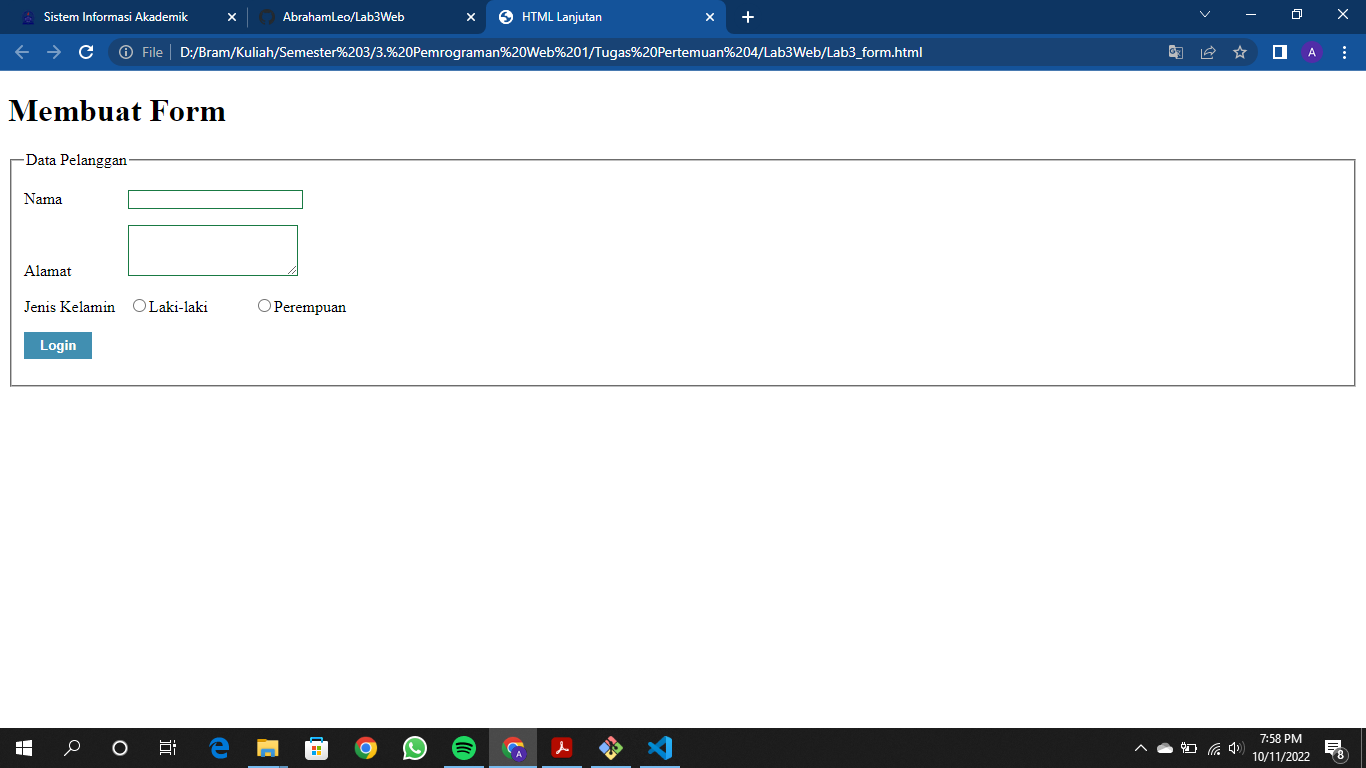 Sistem Informasi Akademik
AbrahamLeo/Lab3Web
HTML Lanjutan
File
D:/Bram/Kuliah/Semester%203/3.%20Pemrograman%20Web%201/Tugas%20Pertemuan%204/Lab3Web/Lab3_form.html
A
Membuat Form
Data Pelanggan
Nama
Alamat
Jenis Kelamin Laki-laki Perempuan
Login
A
7:58 PM
10/11/2022
8